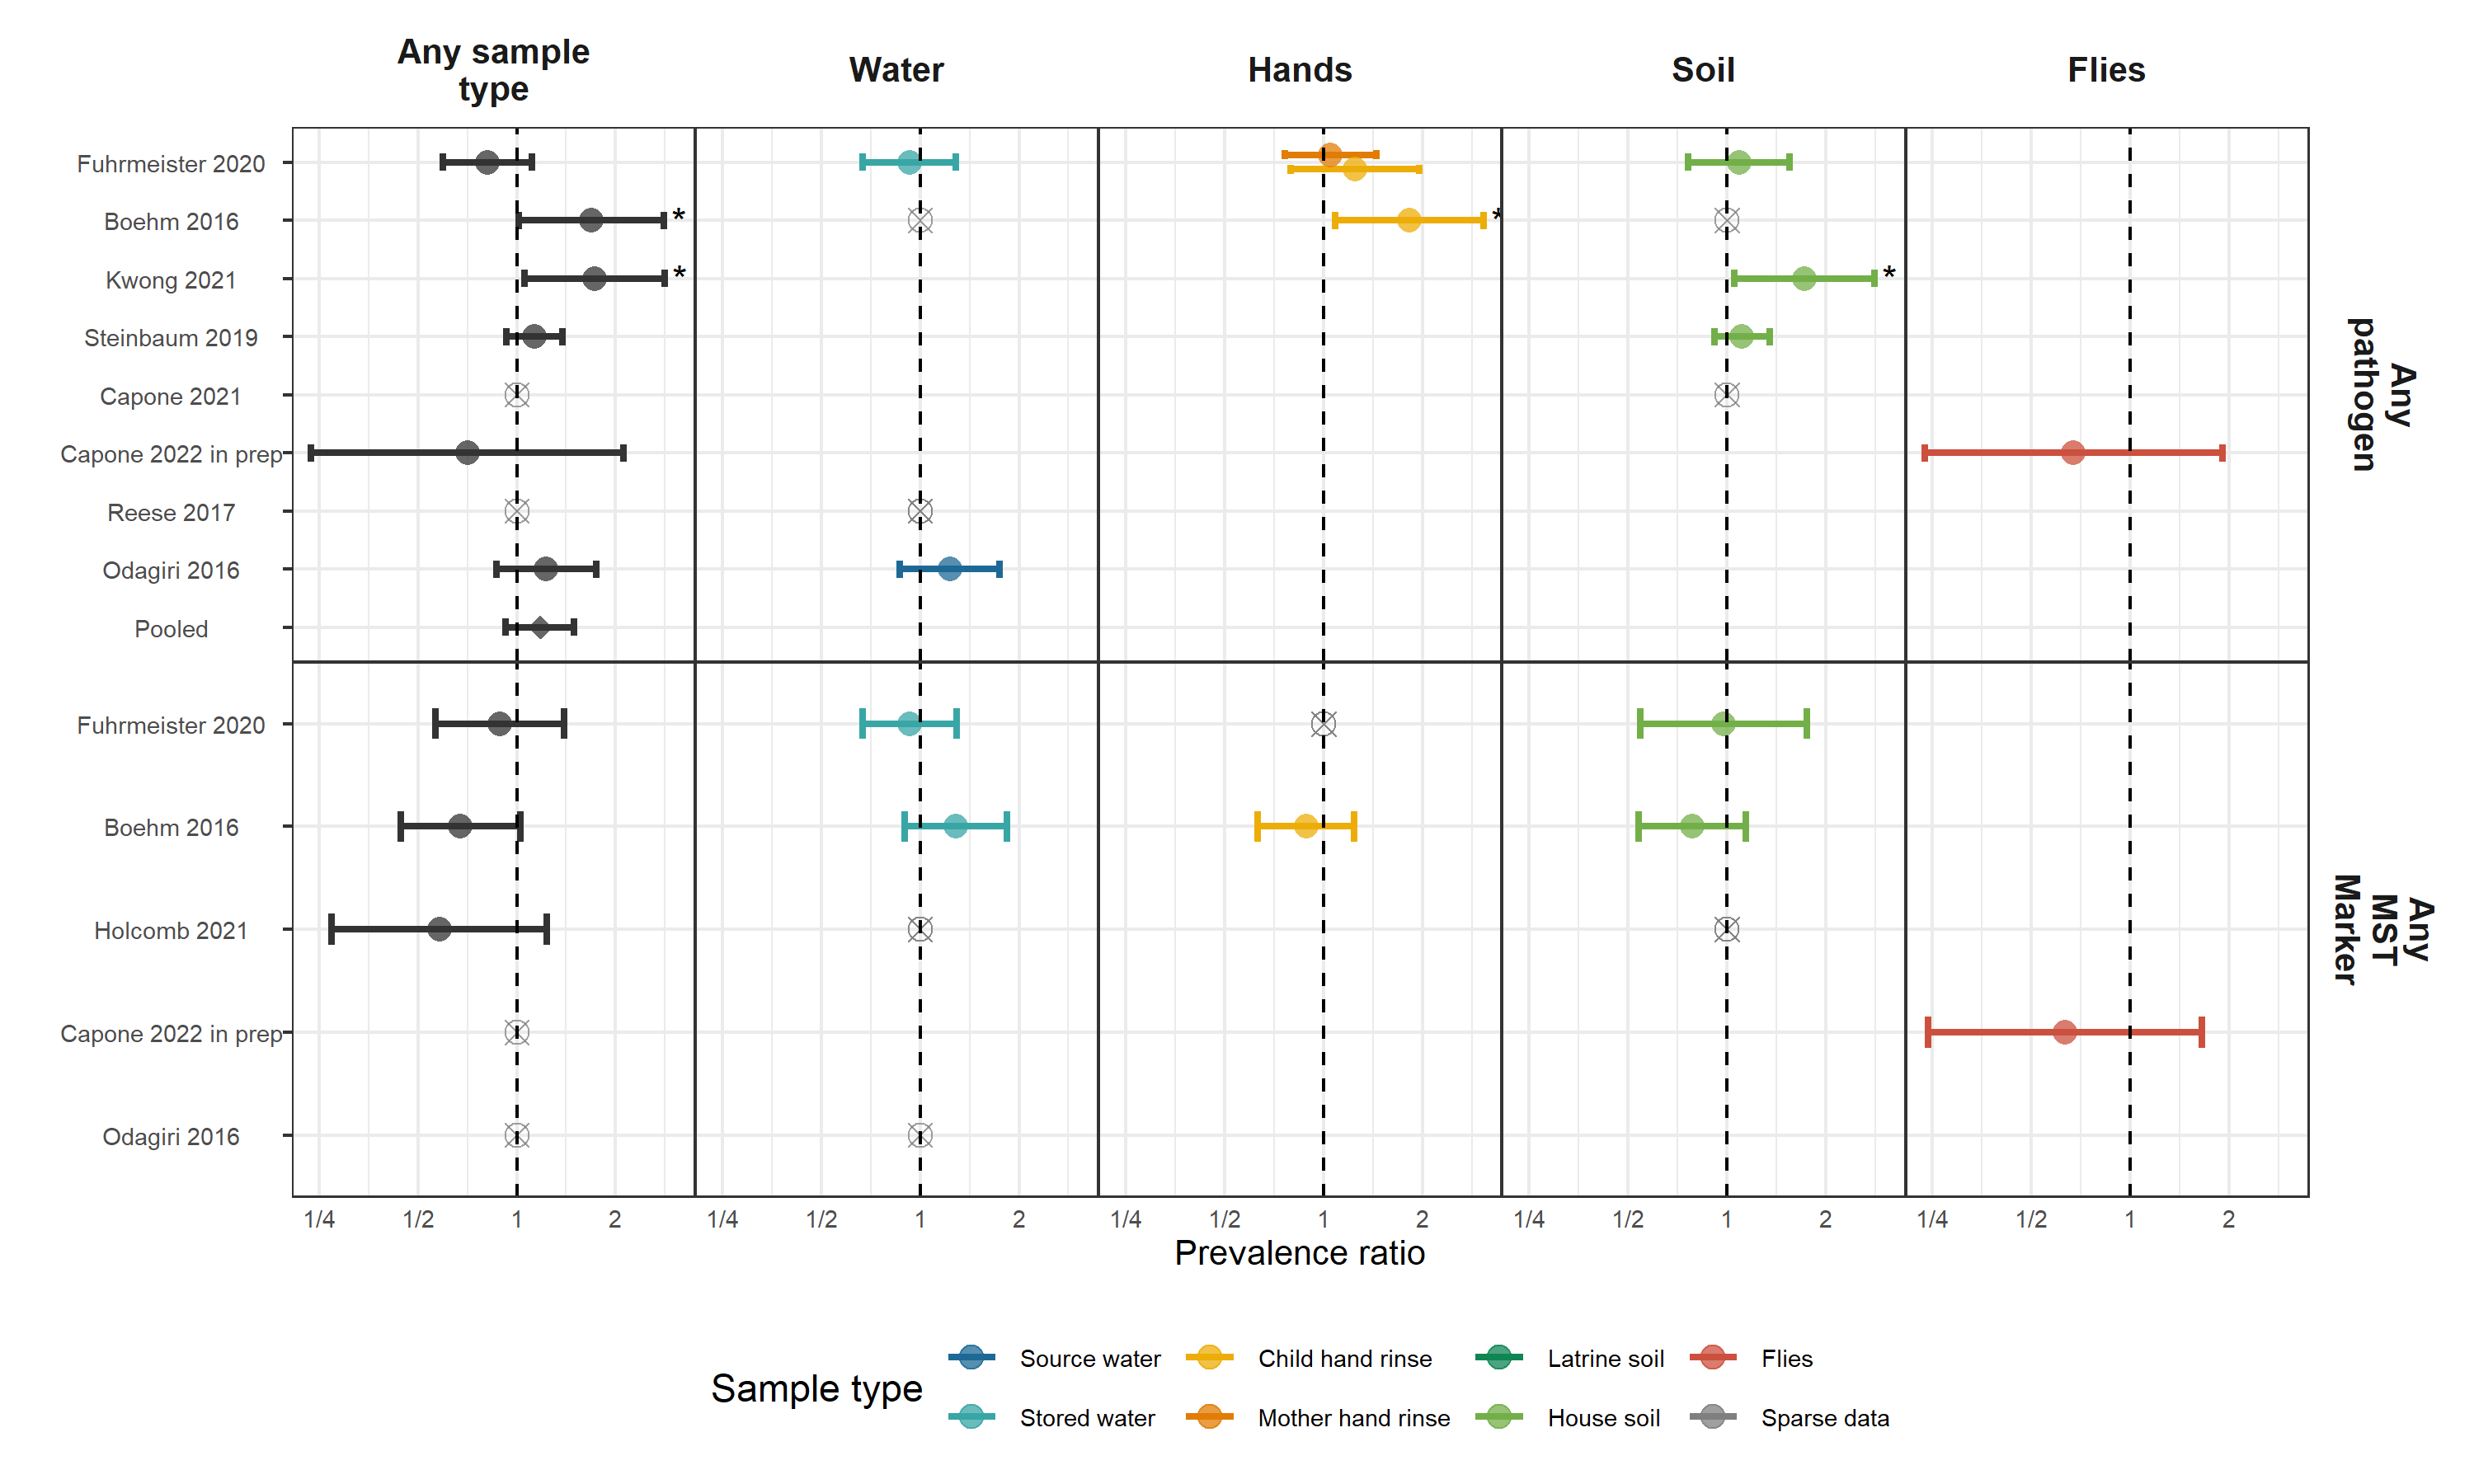 Any sample
type
Water
Hands
Soil
Flies
Fuhrmeister 2020
Boehm 2016
*
*
Kwong 2021
*
*
Steinbaum 2019
Capone 2021
Capone 2022 in prep
Reese 2017
Odagiri 2016
Pooled
Any
pathogen
Fuhrmeister 2020
Boehm 2016
Holcomb 2021
Capone 2022 in prep
Odagiri 2016
Any
MST
Marker
1/4 1/2 1 2 1/4 1/2 1 2 1/4 1/2 1 2 1/4 1/2 1 2 1/4 1/2 1 2
Prevalence ratio
Sample type
Source water Child hand rinse Latrine soil Flies
Stored water Mother hand rinse House soil Sparse data